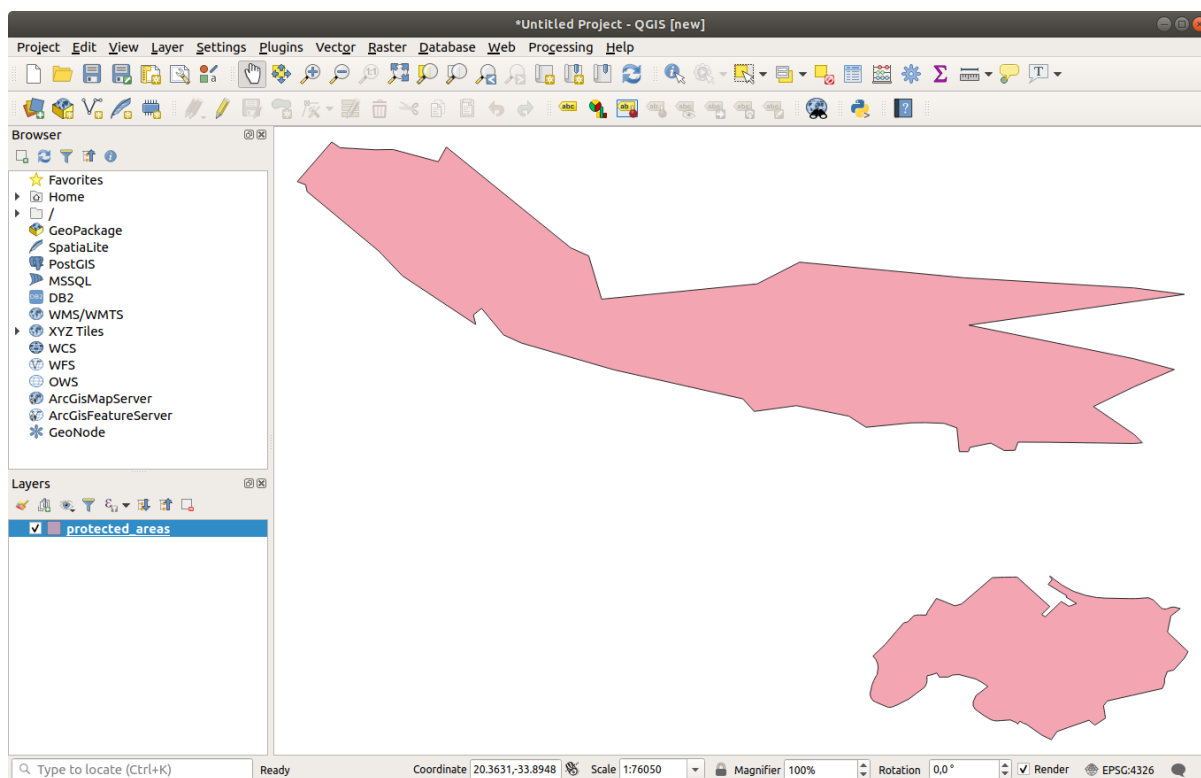 *Untitled Project - QGIS [new]
Project Edit View Layer Settings Plugins Vector Raster Database Web Processing Help
Browser
Favorites
Home
/
GeoPackage
SpatiaLite
PostGIS
MSSQL
DB2
WMS/WMTS
XYZ Tiles
WCS
WFS
OWS
ArcGisMapServer
ArcGisFeatureServer
GeoNode
Layers
protected_areas
Type to locate (Ctrl+K) Ready Coordinate 20.3631,-33.8948 Scale 1:76050 Magnifier 100% Rotation 0,0° Render EPSG:4326